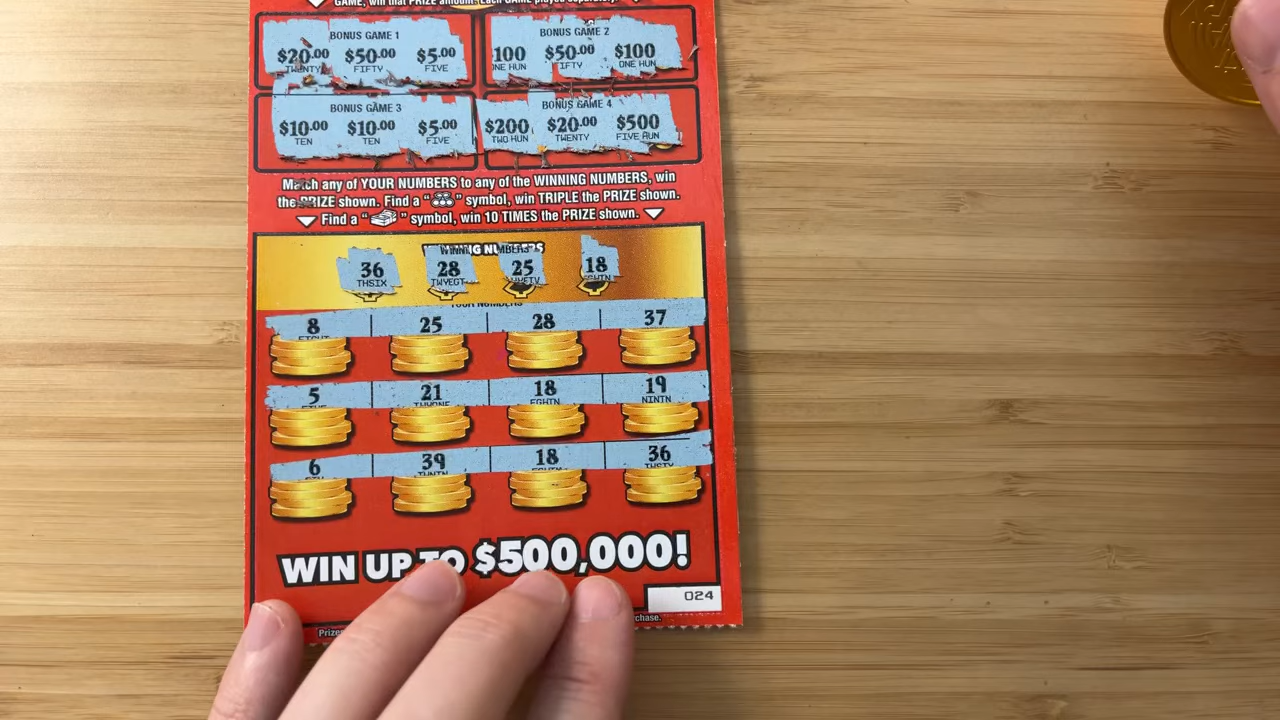 GAME, win that PRIZE amount. Each GAME played separately.
BONUS GAME 1
$20.00 $50.00 $5.00
TWENTY FIFTY FIVE
BONUS GAME 2
100 $50.00 $100
ONE HUN FIFTY ONE HUN
BONUS GAME 3
$10.00 $10.00 $5.00
TEN TEN FIVE
BONUS GAME 4
$200 $20.00 $500
TWO HUN TWENTY FIVE HUN
Match any of YOUR NUMBERS to any of the WINNING NUMBERS, win
the PRIZE shown. Find a " " symbol, win TRIPLE the PRIZE shown.
Find a " " symbol, win 10 TIMES the PRIZE shown.
WINNING NUMBERS
36 28 25 18
THSIX TWYEGT
YOUR NUMBERS
8 25 28 37
5 21 18 19
EGHTN NINTN
6 39 18 36
WIN UP TO $500,000!
024
Prizes
chase.